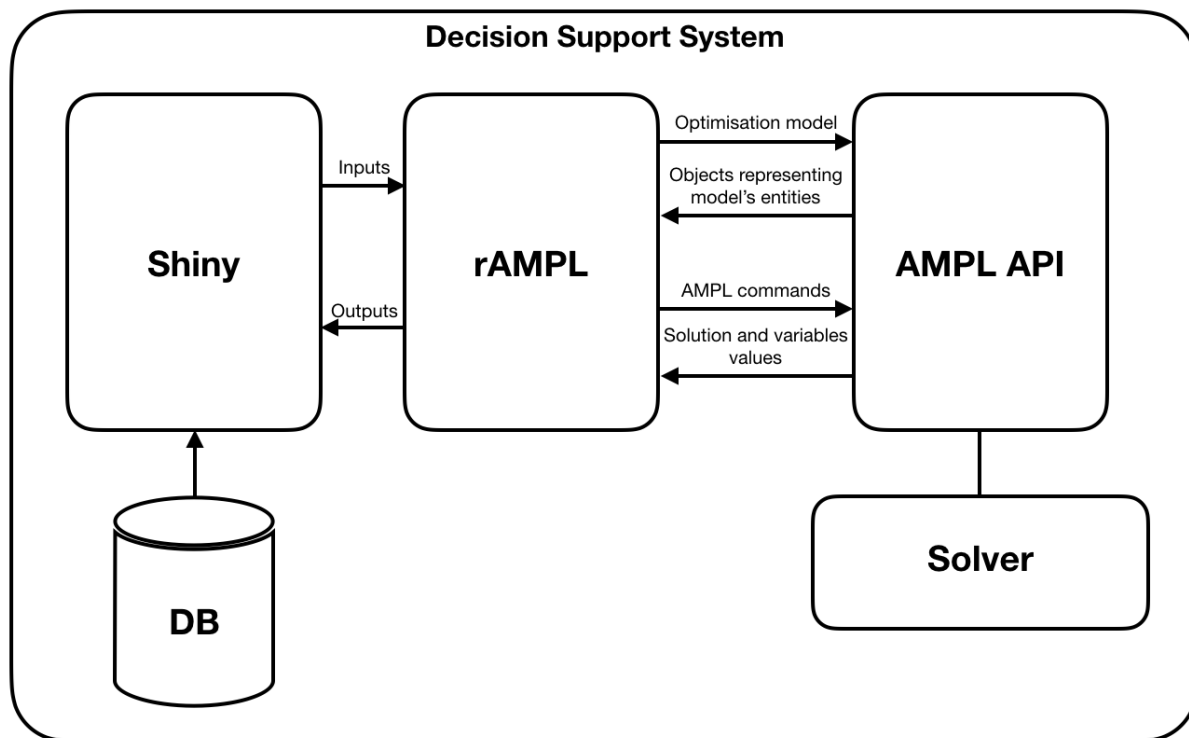 Decision Support System
Shiny
Inputs
Outputs
rAMPL
Optimisation model
Objects representing
model's entities
AMPL commands
Solution and variables
values
AMPL API
DB
Solver